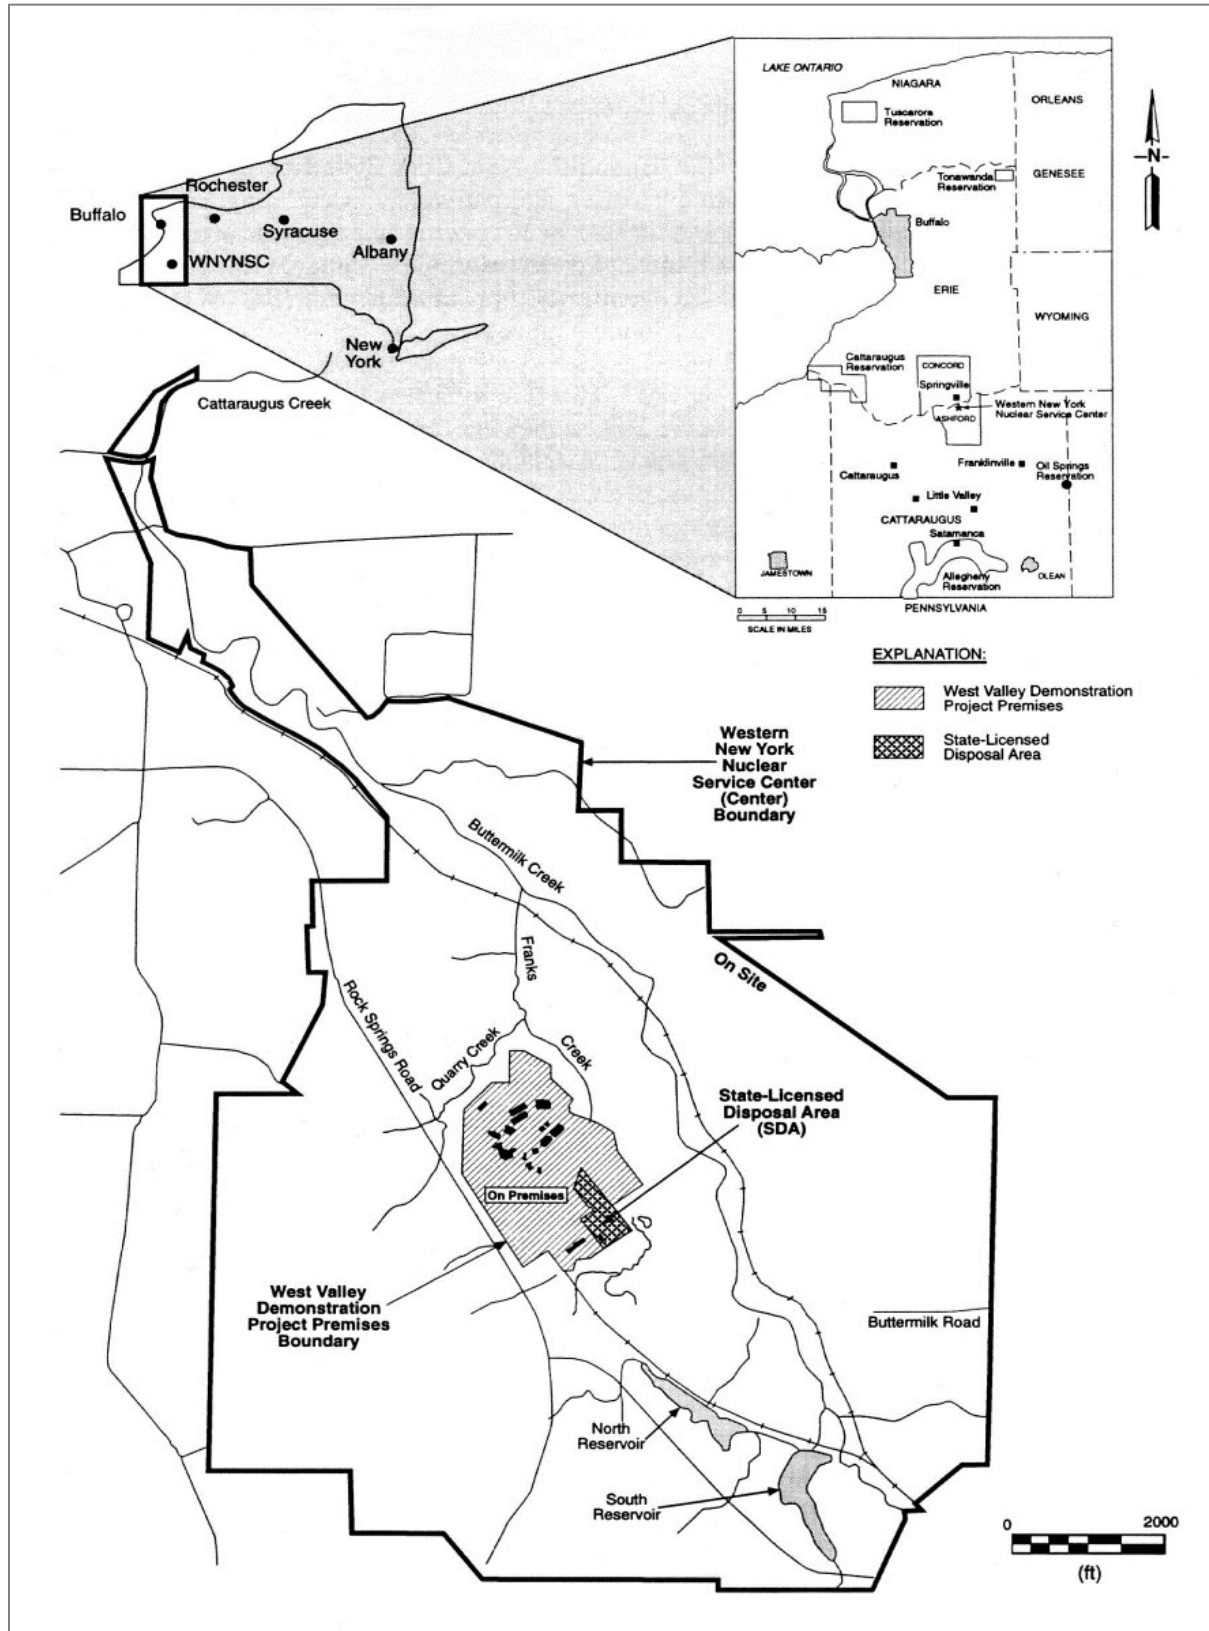 LAKE ONTARIO
NIAGARA
ORLEANS
Tuscarora
Reservation
-N-
Tonawanda
Reservation
GENESEE
Buffalo
ERIE
WYOMING
Cattaraugus
Reservation
CONCORD
Springville
ASHFORD
Western New York
Nuclear Service Center
Cattaraugus
Franklinville
Oil Springs
Reservation
Little Valley
CATTARAUGUS
Satamanca
JAMESTOWN
Allegheny
Reservation
OLEAN
PENNSYLVANIA
0 5 10 15
SCALE IN MILES
Rochester
Buffalo
Syracuse
WNYNSC
Albany
New
York
Cattaraugus Creek
EXPLANATION:
West Valley Demonstration
Project Premises
State-Licensed
Disposal Area
Western
New York
Nuclear
Service Center
(Center)
Boundary
Buttermilk Creek
Franks
Creek
On Site
Rock Springs Road
Quarry Creek
State-Licensed
Disposal Area
(SDA)
On Premises
West Valley
Demonstration
Project Premises
Boundary
Buttermilk Road
North
Reservoir
South
Reservoir
0 2000
(ft)